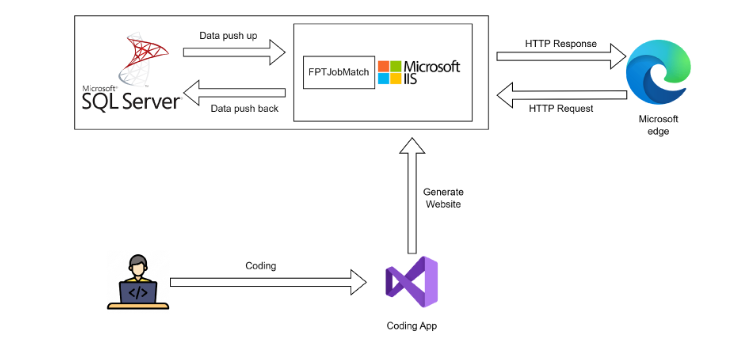 Data push up
Microsoft
SQL Server
Data push back
FPTJobMatch
Microsoft
IIS
HTTP Response
HTTP Request
Microsoft
edge
Generate
Website
Coding
</>
Coding App